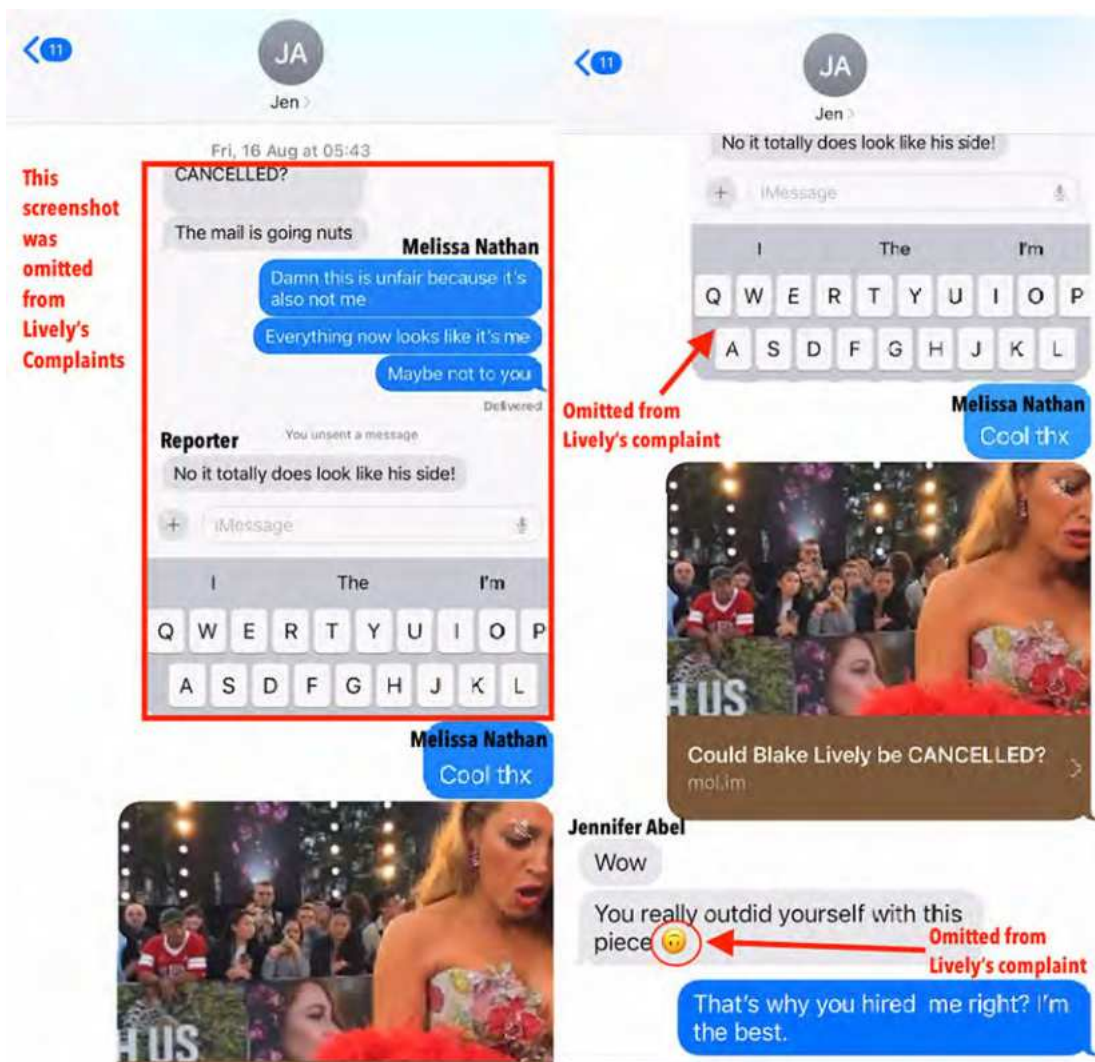 11
JA
Jen >
Fri, 16 Aug at 05:43
This
screenshot
was
omitted
from
Lively's
Complaints
CANCELLED?
The mail is going nuts
Melissa Nathan
Damn this is unfair because it's
also not me
Everything now looks like it's me
Maybe not to you
Delivered
You unsent a message
Reporter
No it totally does look like his side!
+ iMessage
I The I'm
Q W E R T Y U I O P
A S D F G H J K L
Melissa Nathan
Cool thx
H US
11
JA
Jen >
No it totally does look like his side!
+ iMessage
I The I'm
Q W E R T Y U I O P
A S D F G H J K L
Omitted from
Lively's complaint
Melissa Nathan
Cool thx
H US
Could Blake Lively be CANCELLED?
mol.im
Jennifer Abel
Wow
You really outdid yourself with this
piece 🙃
Omitted from
Lively's complaint
That's why you hired me right? I'm
the best.